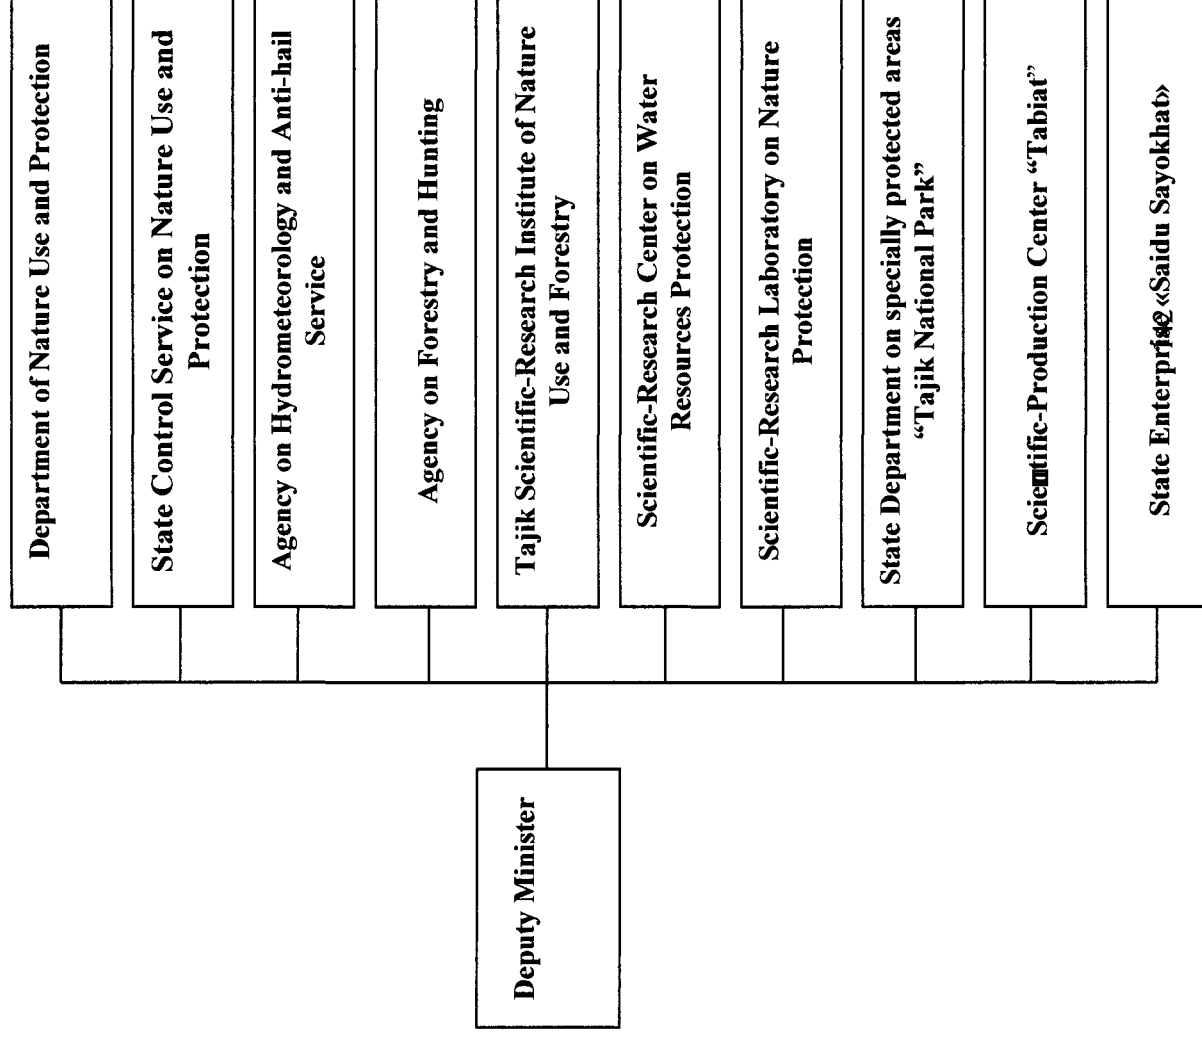 Deputy Minister
Department of Nature Use and Protection
State Control Service on Nature Use and
Protection
Agency on Hydrometeorology and Anti-hail
Service
Agency on Forestry and Hunting
Tajik Scientific-Research Institute of Nature
Use and Forestry
Scientific-Research Center on Water
Resources Protection
Scientific-Research Laboratory on Nature
Protection
State Department on specially protected areas
“Tajik National Park”
Scientific-Production Center “Tabiat”
State Enterprise «Saidu Sayokhat»
142